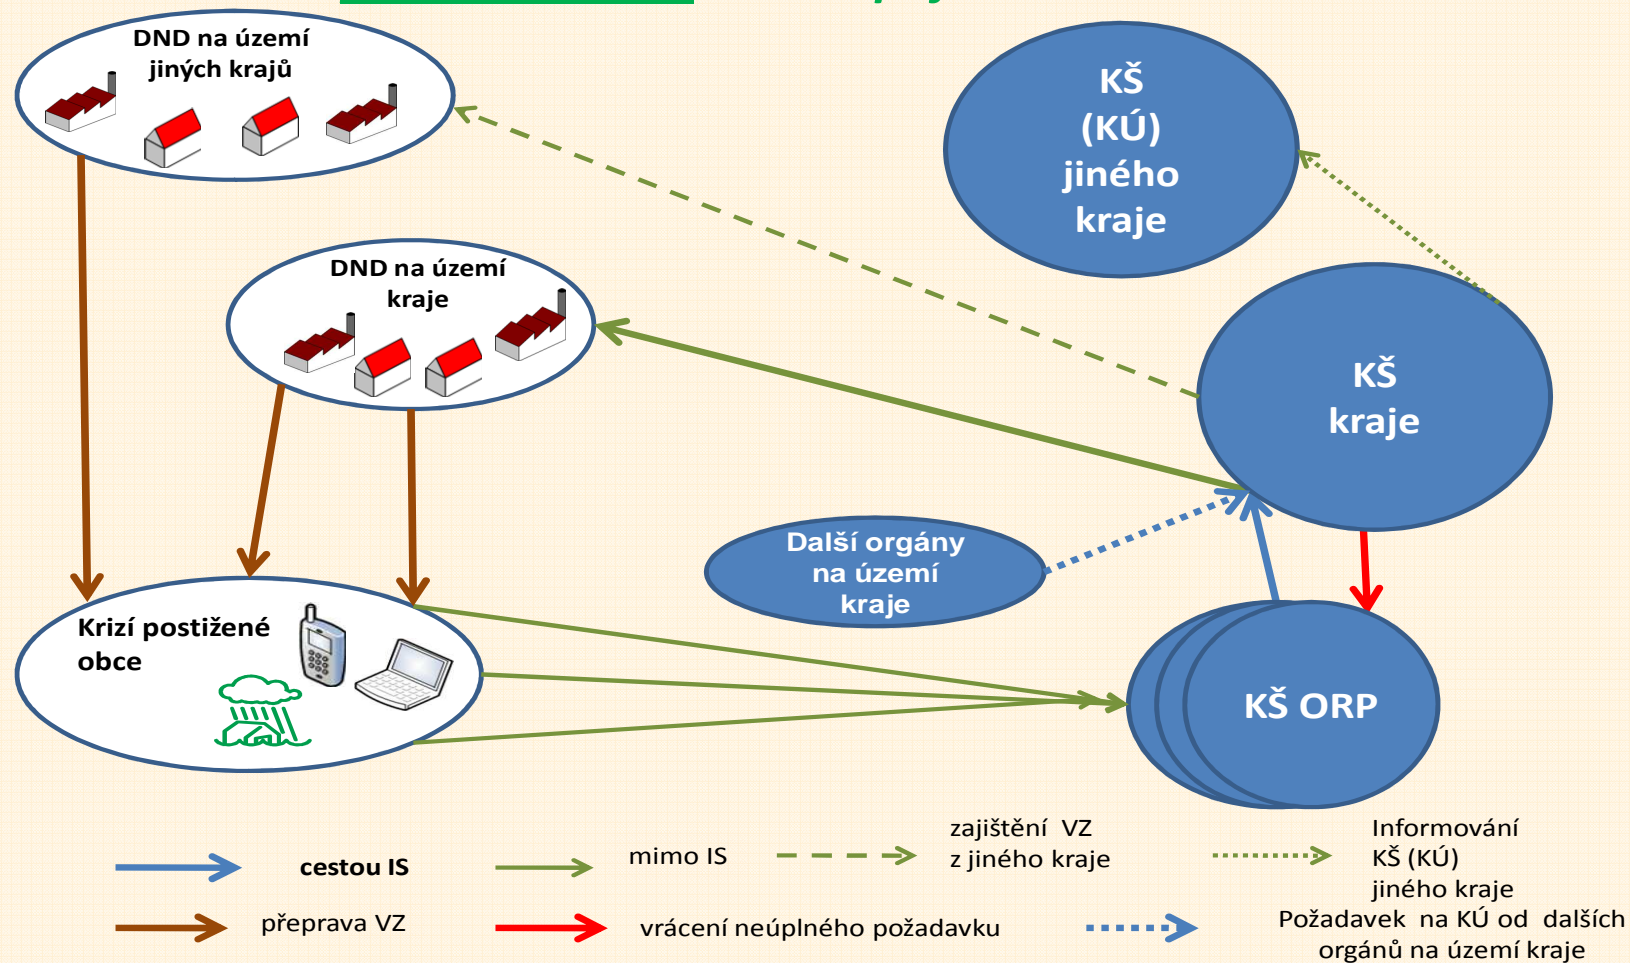 DND na území
jiných krajů
KŠ
(KÚ)
jiného
kraje
DND na území
kraje
KŠ
kraje
Další orgány
na území
kraje
Krizí postižené
obce
KŠ ORP
cestou IS
mimo IS
zajištění VZ
z jiného kraje
Informování
KŠ (KÚ)
jiného kraje
přeprava VZ
vrácení neúplného požadavku
Požadavek na KÚ od dalších
orgánů na území kraje